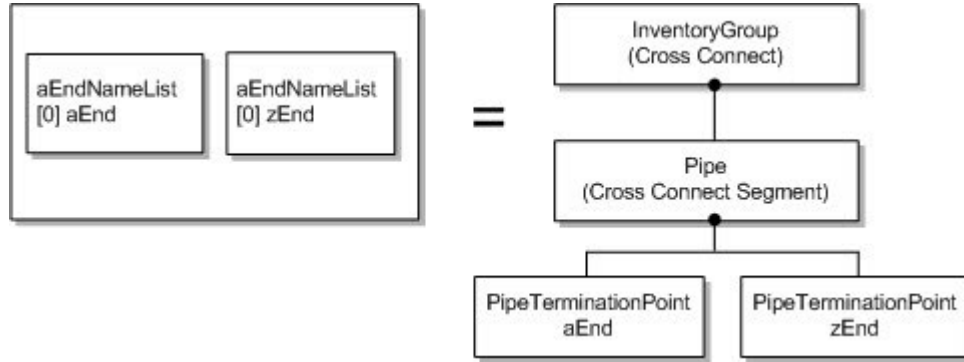 aEndNameList
[0] aEnd
aEndNameList
[0] zEnd
=
InventoryGroup
(Cross Connect)
Pipe
(Cross Connect Segment)
PipeTerminationPoint
aEnd
PipeTerminationPoint
zEnd